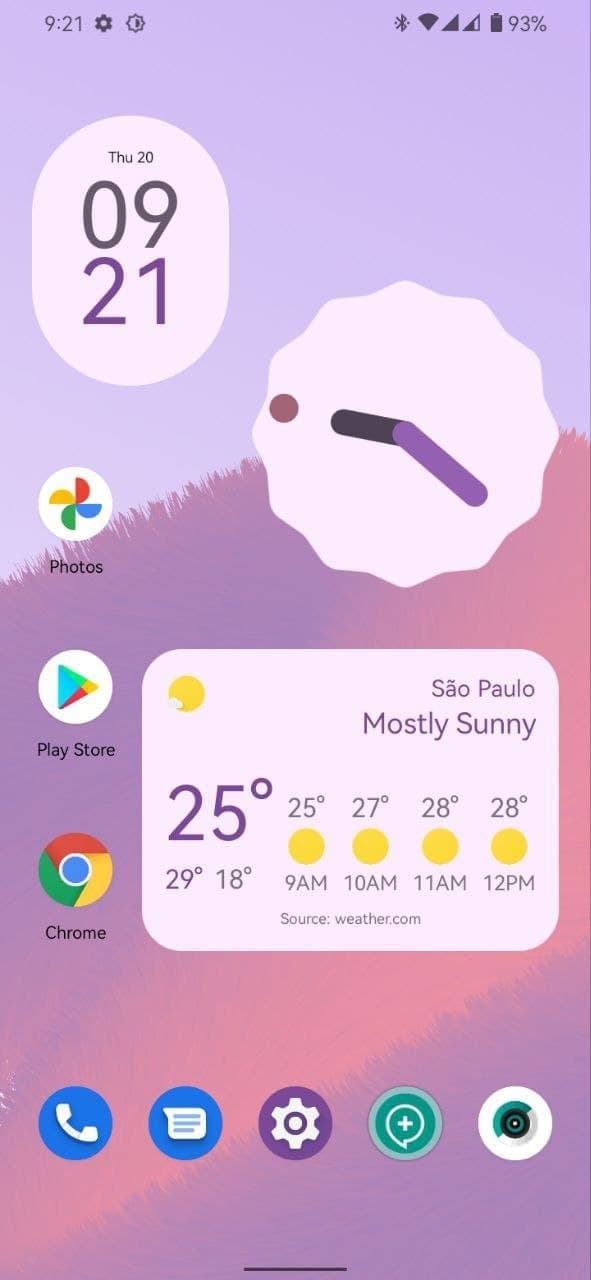 9:21 93%
Thu 20
09
21
Photos
Play Store
Chrome
São Paulo
Mostly Sunny
25°
29° 18°
25° 27° 28° 28°
9AM 10AM 11AM 12PM
Source: weather.com